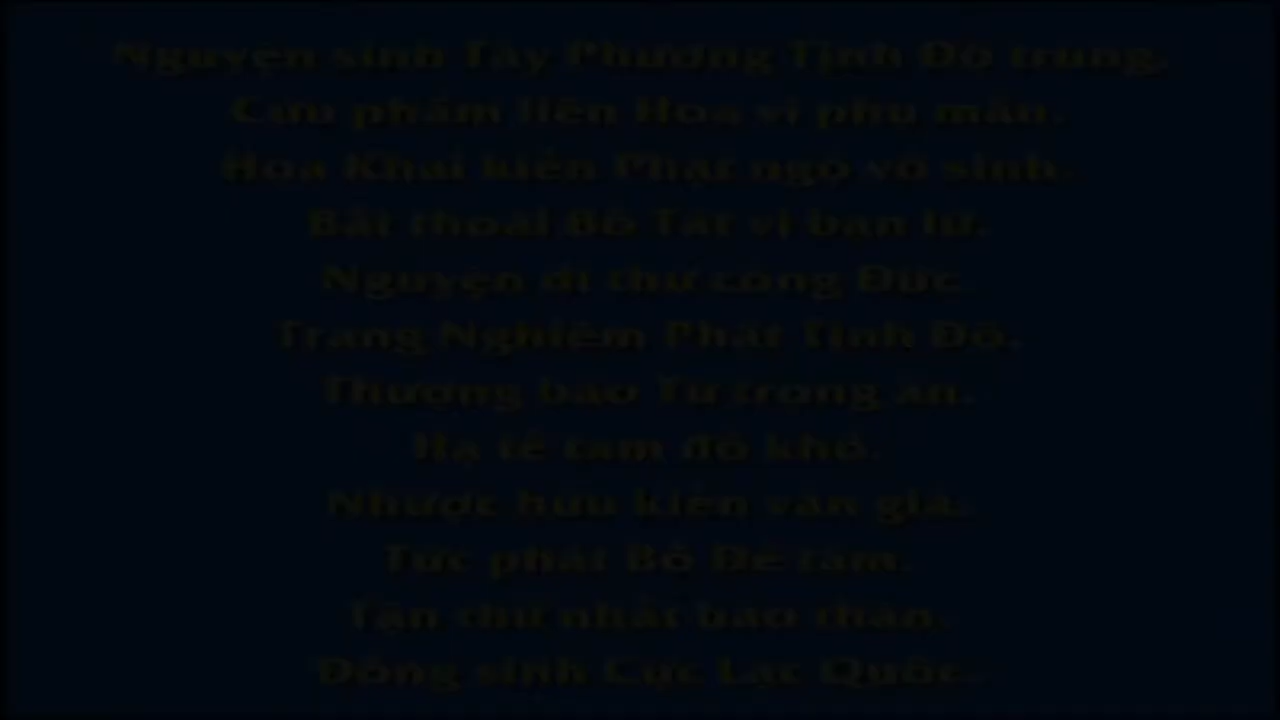 Nguyện sinh Tây Phương Tịnh Độ trung,
Cửu phẩm liên Hoa vi phụ mẫu.
Hoa Khai kiến Phật ngộ vô sinh.
Bất thoái Bồ Tát vi bạn lữ.
Nguyện dĩ thử công Đức
Trang Nghiêm Phật Tịnh Độ.
Thượng báo Tứ trọng ân.
Hạ tế tam đồ khổ.
Nhược hữu kiến văn giả.
Tức phát Bồ Đề tâm.
Tận thử nhất báo thân.
Đồng sinh Cực Lạc Quốc.